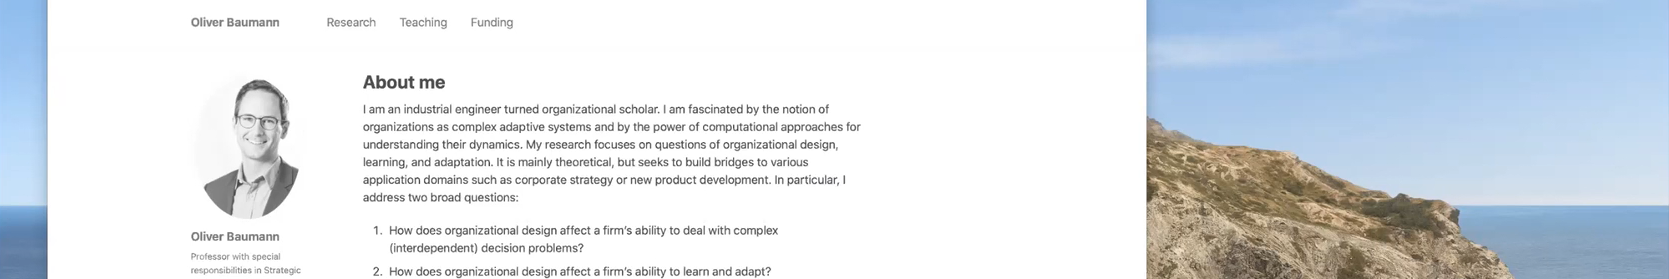 Oliver Baumann Research Teaching Funding
About me
I am an industrial engineer turned organizational scholar. I am fascinated by the notion of
organizations as complex adaptive systems and by the power of computational approaches for
understanding their dynamics. My research focuses on questions of organizational design,
learning, and adaptation. It is mainly theoretical, but seeks to build bridges to various
application domains such as corporate strategy or new product development. In particular, I
address two broad questions:
1. How does organizational design affect a firm's ability to deal with complex
(interdependent) decision problems?
2. How does organizational design affect a firm's ability to learn and adapt?
Oliver Baumann
Professor with special
responsibilities in Strategic